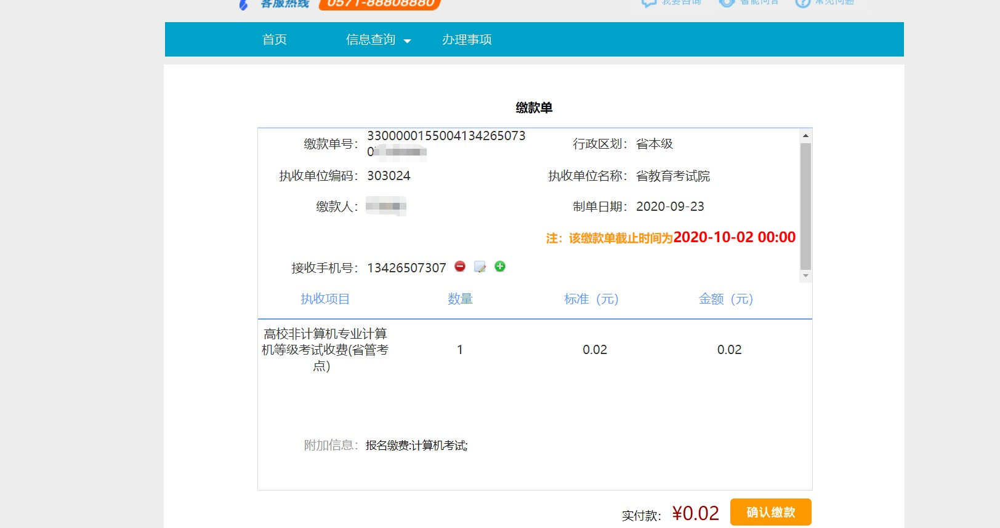 客服热线 0571-88808880 我要咨询 智能问答 常见问题
首页 信息查询 办理事项
缴款单
缴款单号： 3300000155004134265073
0
行政区划： 省本级
执收单位编码： 303024 执收单位名称： 省教育考试院
缴款人： 制单日期： 2020-09-23
注：该缴款单截止时间为2020-10-02 00:00
接收手机号： 13426507307
执收项目 数量 标准（元） 金额（元）
高校非计算机专业计算
机等级考试收费(省管考
点)
1 0.02 0.02
附加信息： 报名缴费:计算机考试;
实付款： ¥0.02 确认缴款